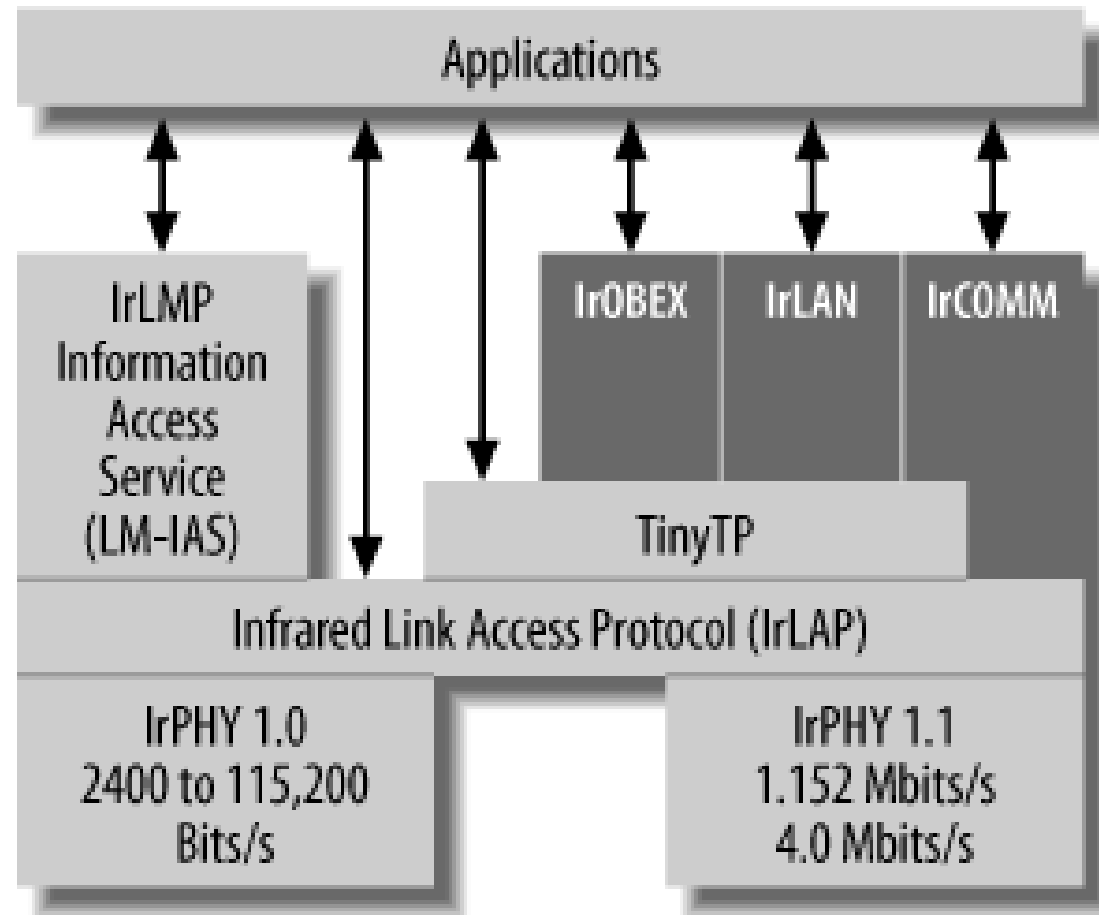 Applications
IrLMP
Information
Access
Service
(LM-IAS)
IrOBEX
IrLAN
IrCOMM
TinyTP
Infrared Link Access Protocol (IrLAP)
IrPHY 1.0
2400 to 115,200
Bits/s
IrPHY 1.1
1.152 Mbits/s
4.0 Mbits/s